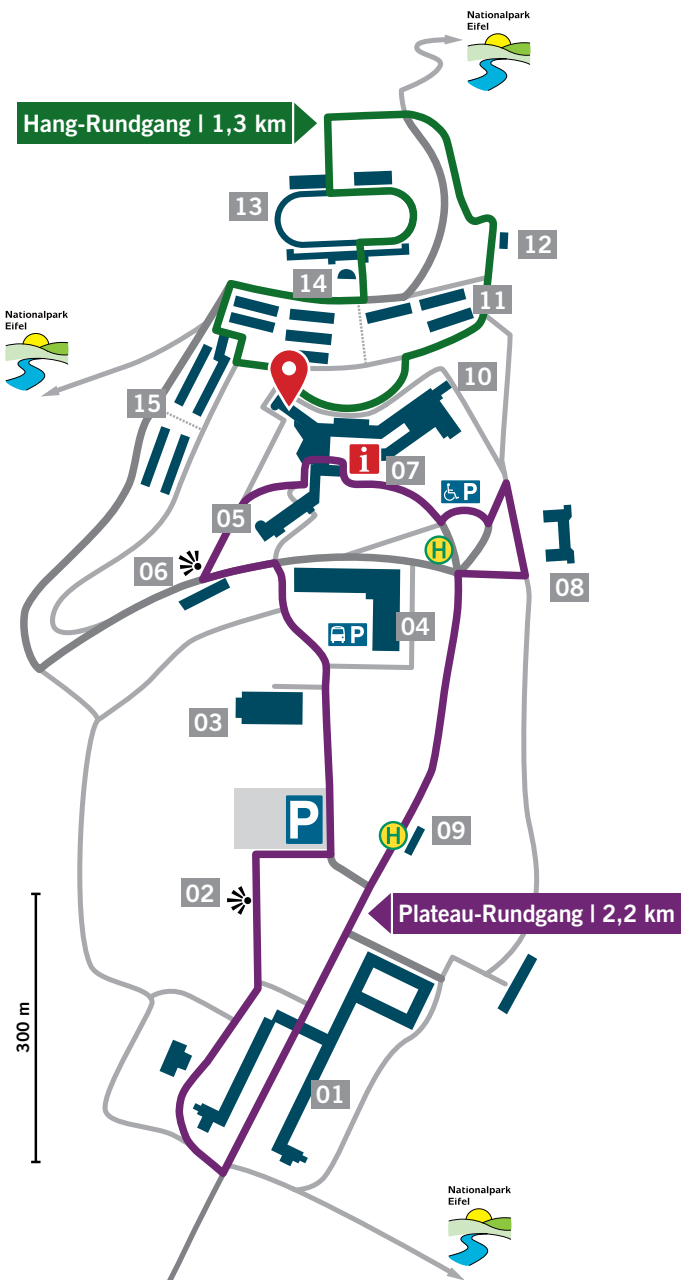 Nationalpark
Eifel
Hang-Rundgang | 1,3 km
13
12
14
11
Nationalpark
Eifel
10
15
i
07
P
05
H
06
08
P
04
03
P
H
09
02
Plateau-Rundgang | 2,2 km
300 m
01
Nationalpark
Eifel